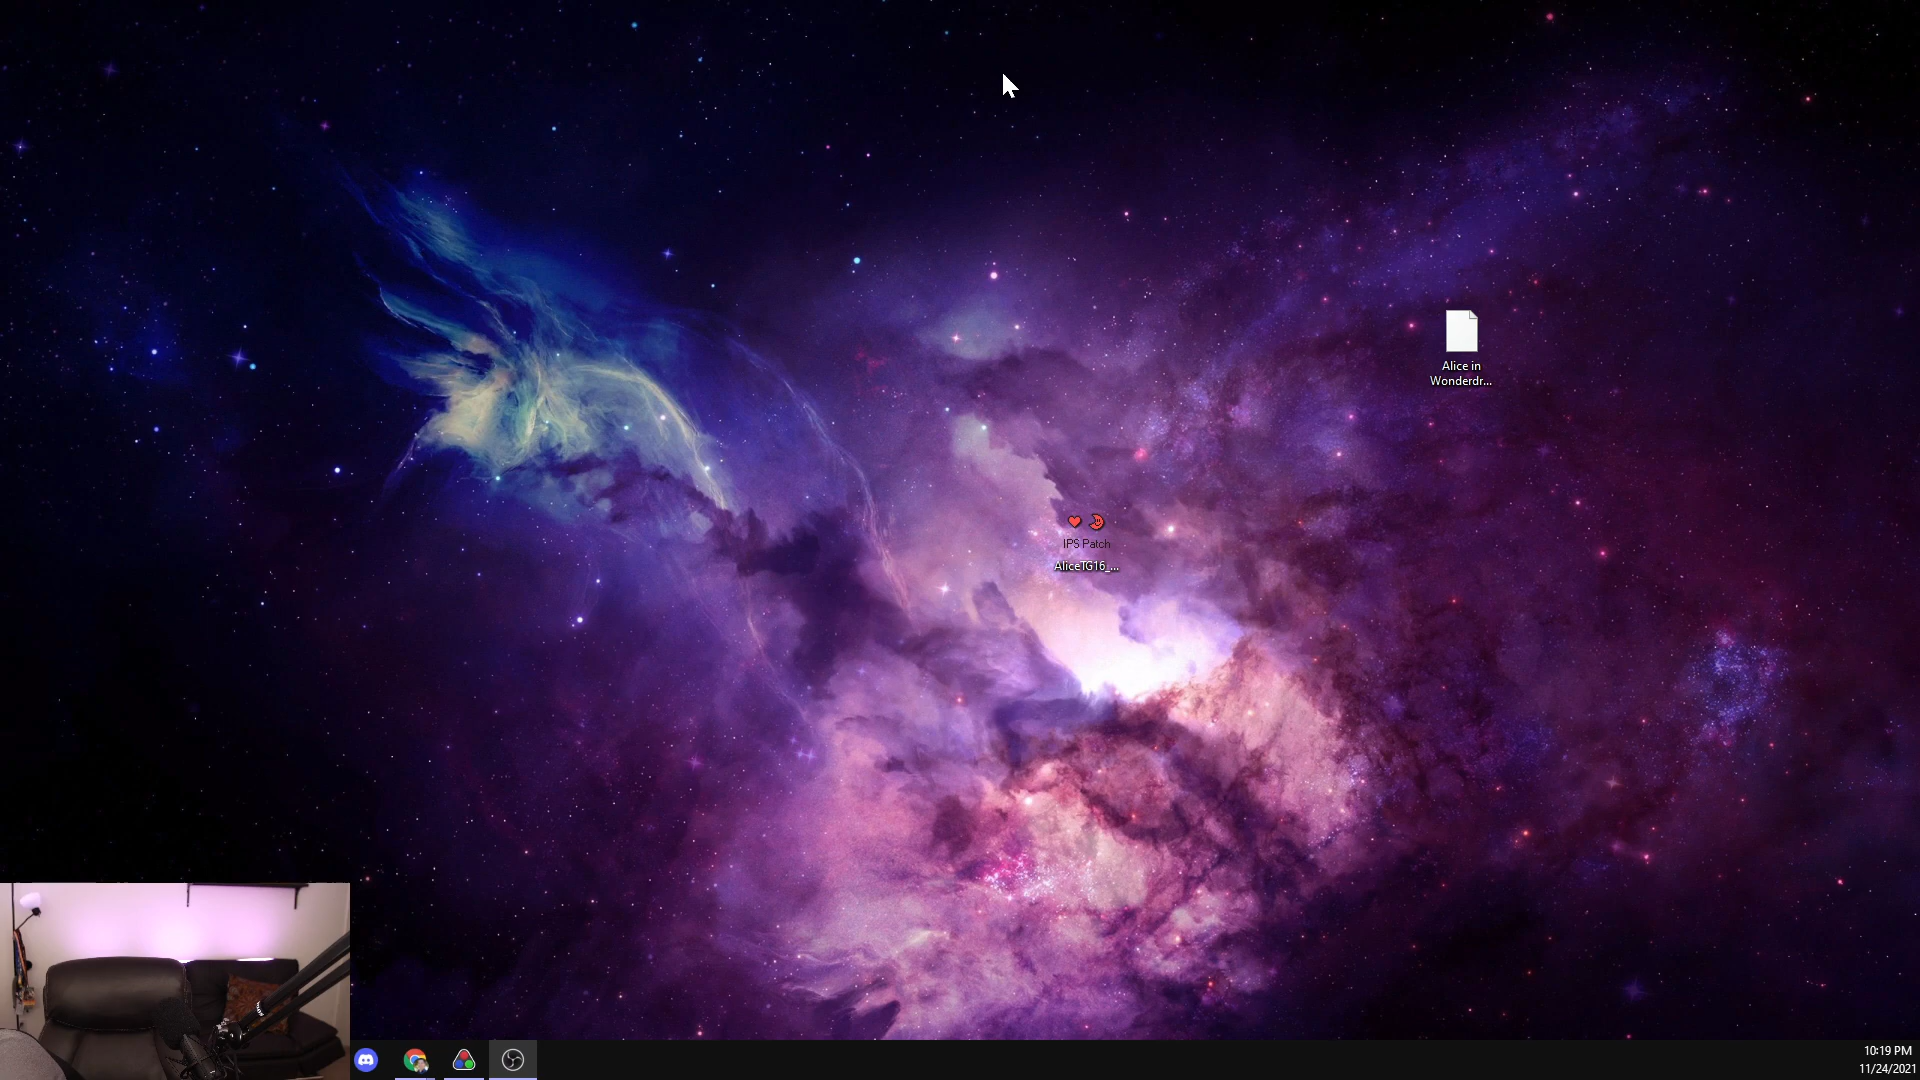 Alice in
Wonderdr...
IPS Patch
AliceTG16_...
10:19 PM
11/24/2021